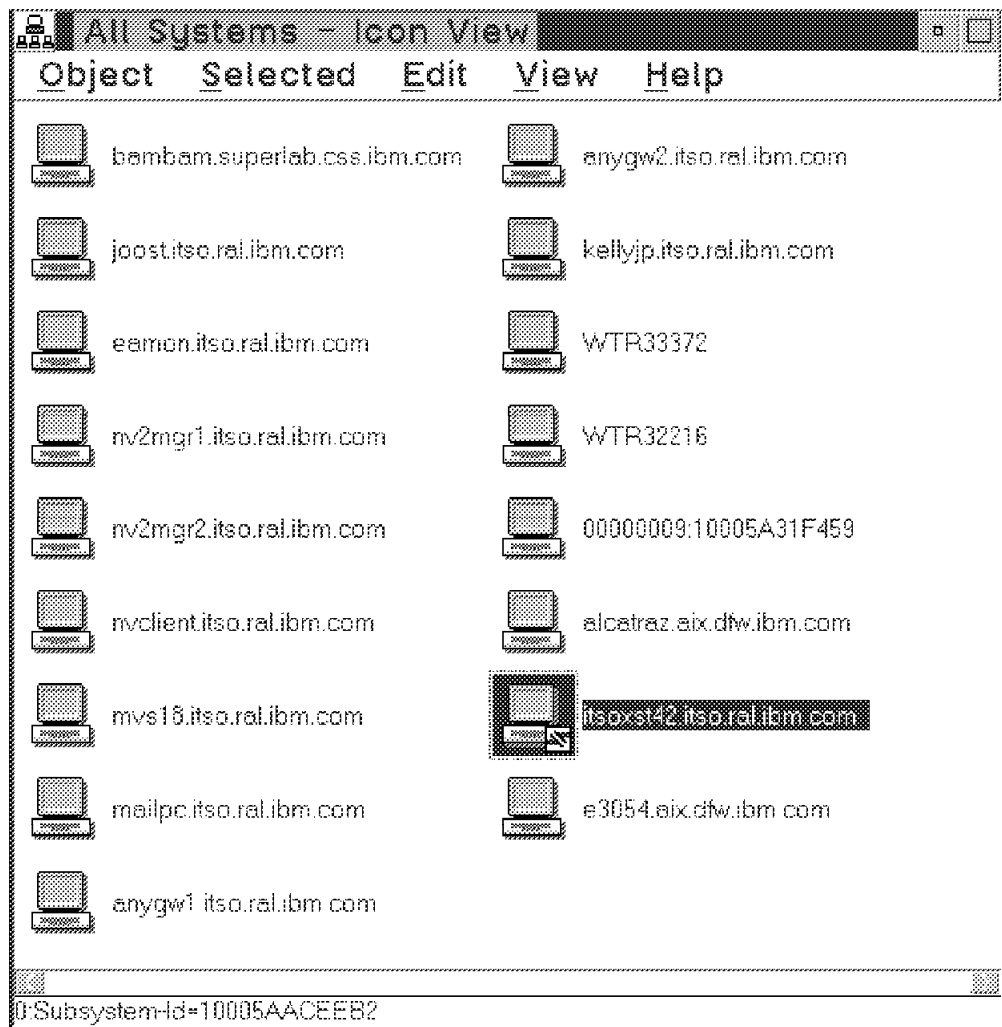 All Systems - Icon View
Object Selected Edit View Help
bambam.superlab.css.ibm.com
joost.itso.ral.ibm.com
eamon.itso.ral.ibm.com
nv2mgr1.itso.ral.ibm.com
nv2mgr2.itso.ral.ibm.com
nvclient.itso.ral.ibm.com
mvs18.itso.ral.ibm.com
mailpc.itso.ral.ibm.com
anygw1.itso.ral.ibm.com
anygw2.itso.ral.ibm.com
kellyjp.itso.ral.ibm.com
WTR33372
WTR32216
00000009:10005A31F459
alcatraz.aix.dfw.ibm.com
itsoxst42.itso.ral.ibm.com
e3054.aix.dfw.ibm.com
0:Subsystem-Id=10005AACEEB2